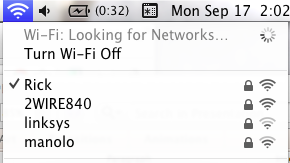 (0:32) Mon Sep 17 2:02
Wi-Fi: Looking for Networks...
Turn Wi-Fi Off
✓ Rick
2WIRE840
linksys
manolo